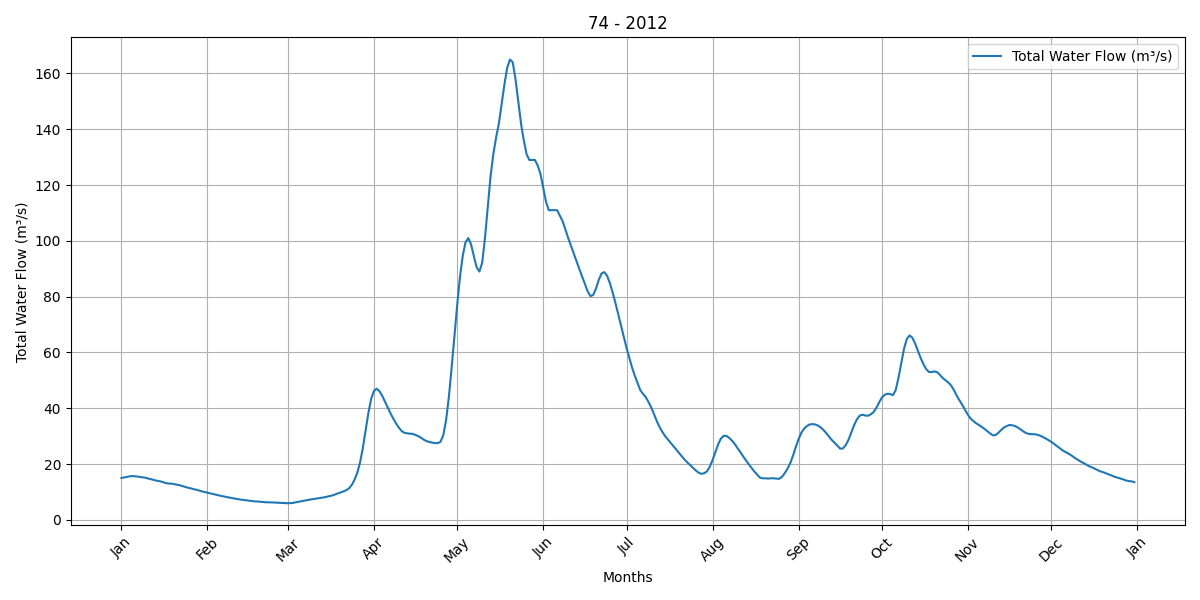 74 - 2012
Total Water Flow (m³/s)
Total Water Flow (m³/s)
160
140
120
100
80
60
40
20
0
Jan
Feb
Mar
Apr
May
Jun
Jul
Aug
Sep
Oct
Nov
Dec
Jan
Months